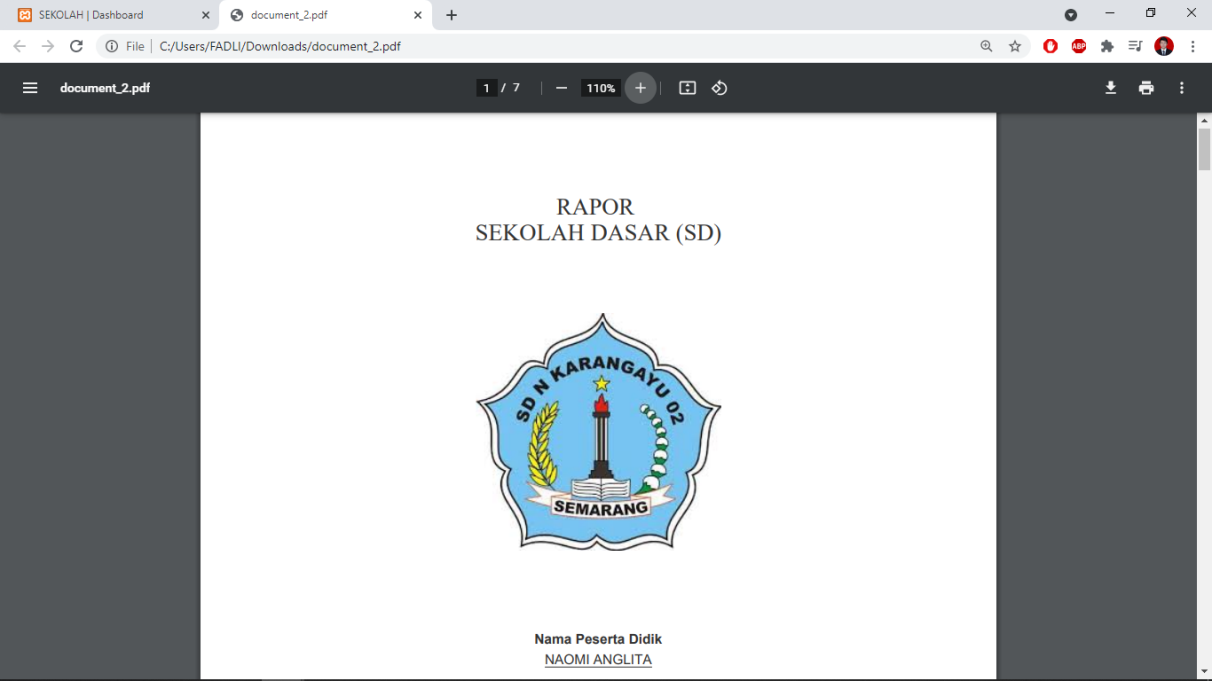 SEKOLAH | Dashboard
document_2.pdf
File
C:/Users/FADLI/Downloads/document_2.pdf
ABP
document_2.pdf
1 / 7
110%
RAPOR
SEKOLAH DASAR (SD)
SD N KARANGAYU 02
SEMARANG
Nama Peserta Didik
NAOMI ANGLITA